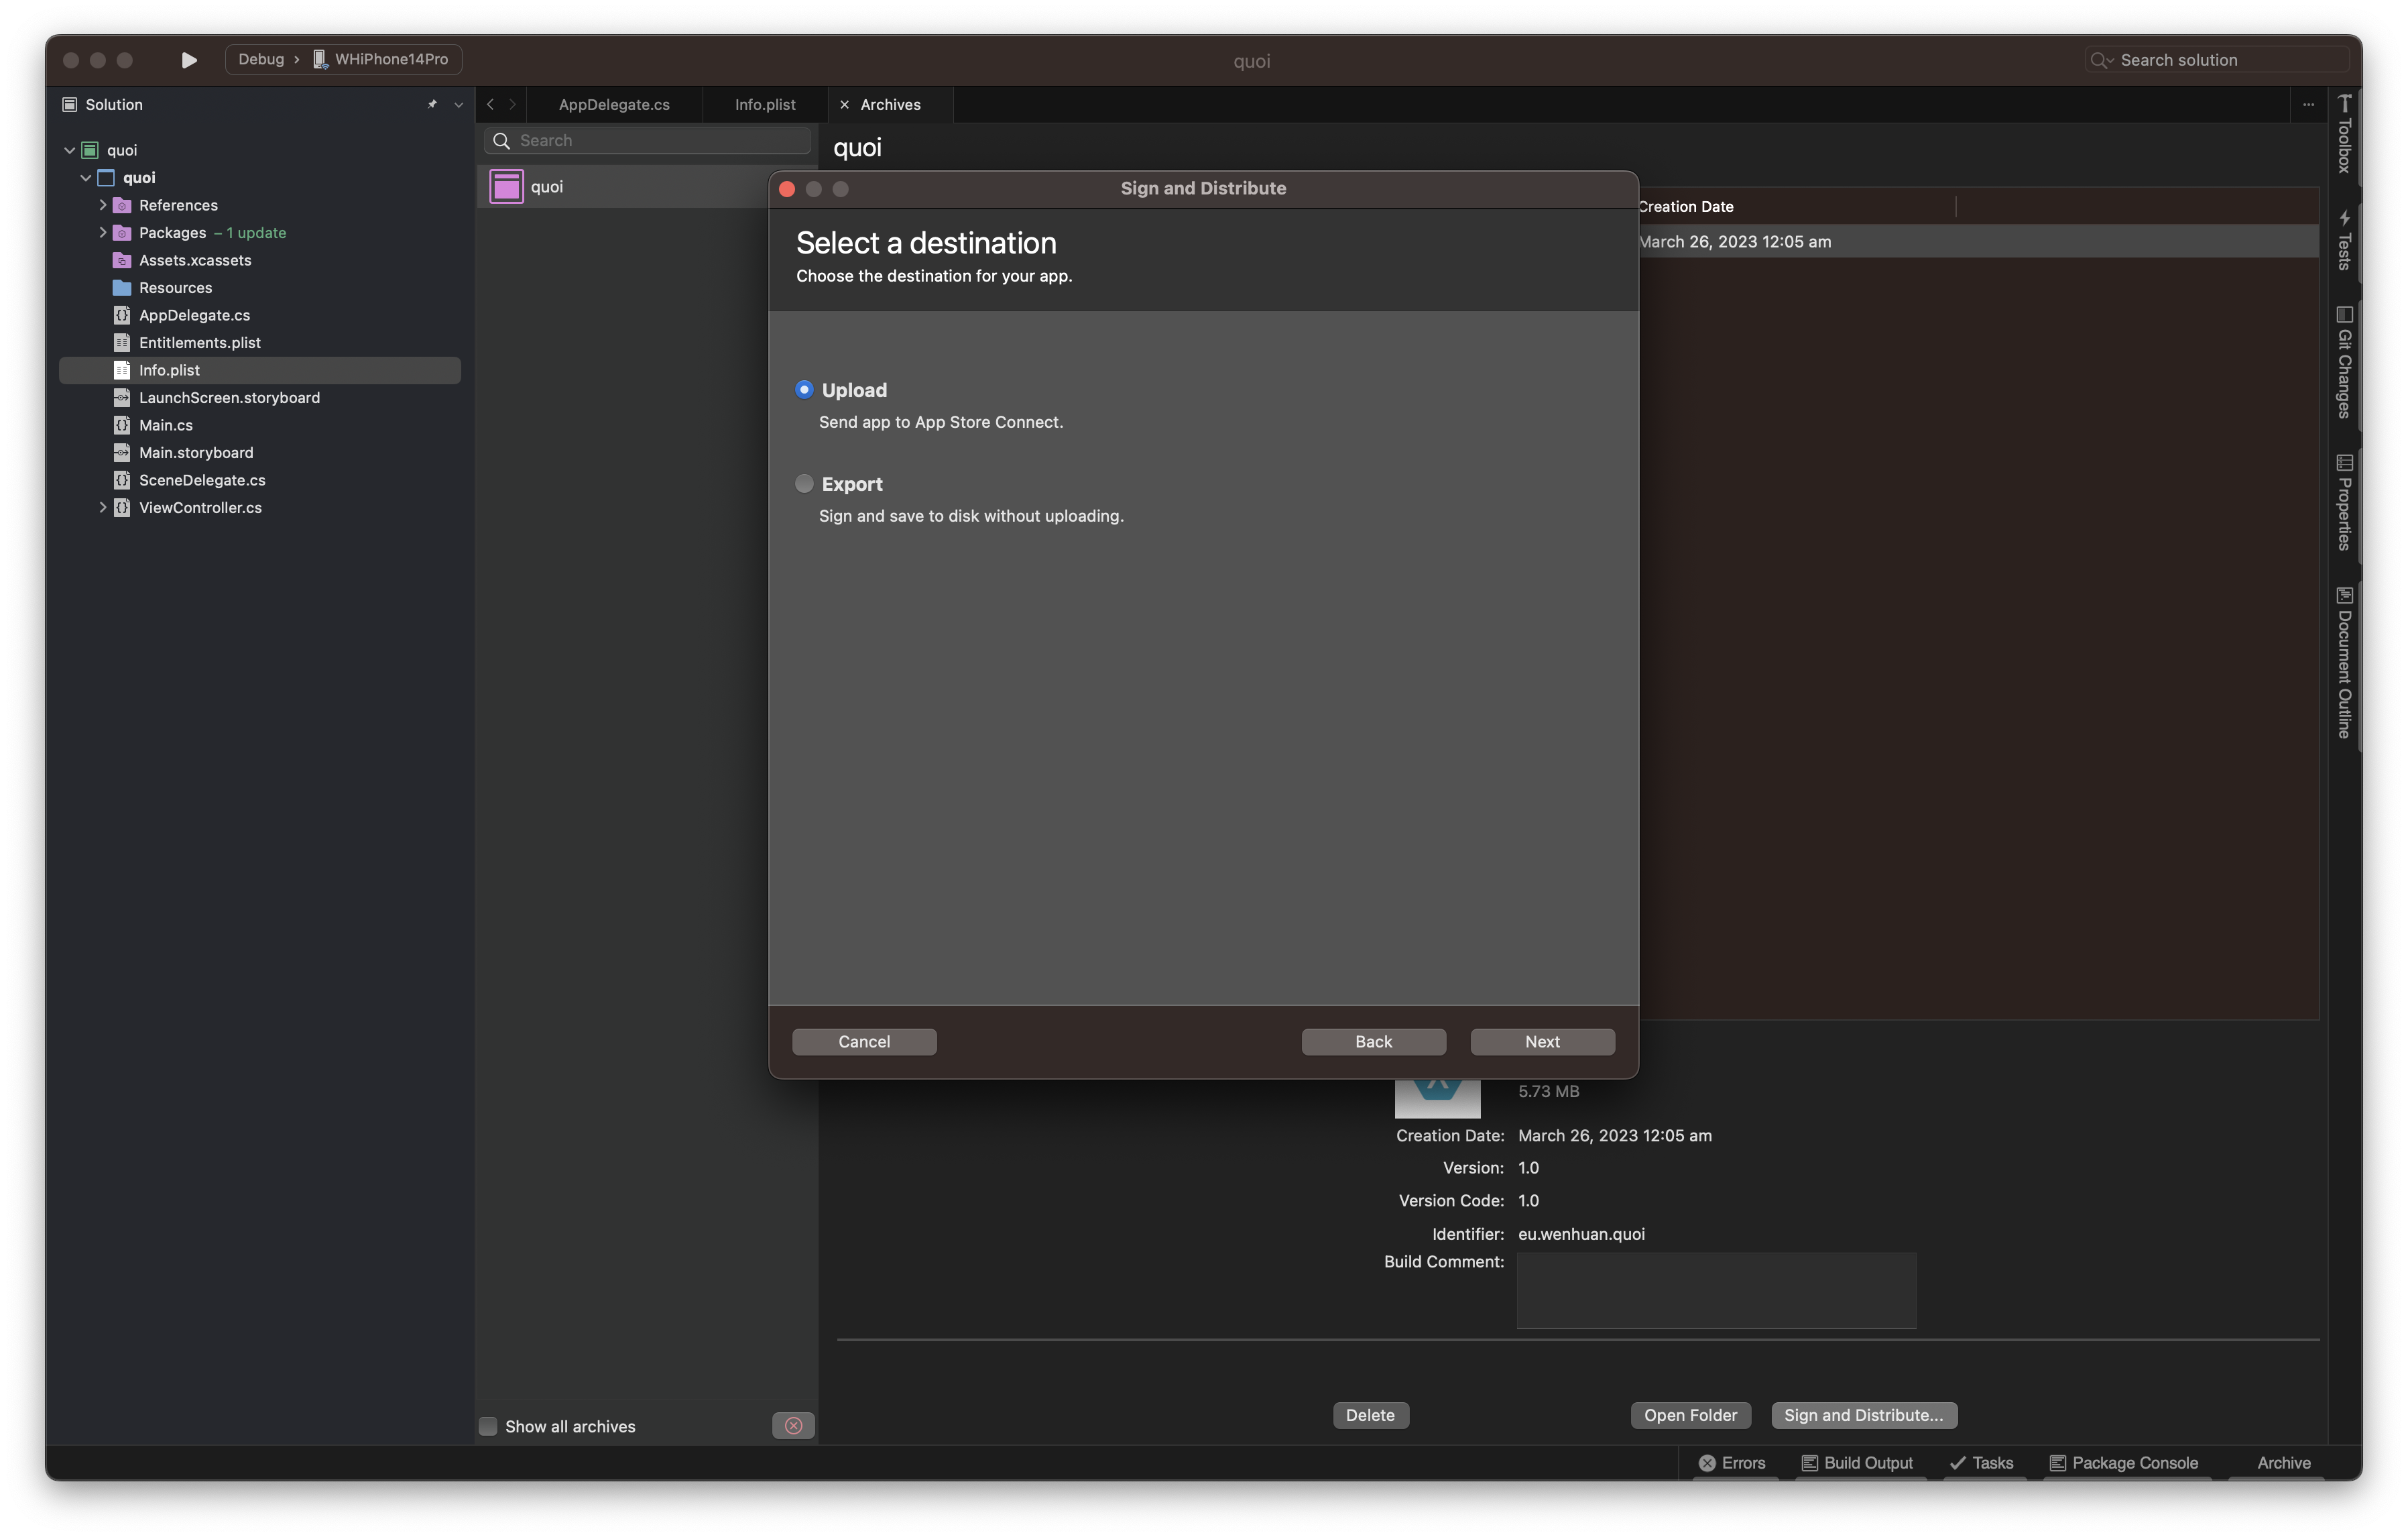 Debug › WHiPhone14Pro
quoi
Search solution
Solution
AppDelegate.cs
Info.plist
Archives
quoi
quoi
References
Packages – 1 update
Assets.xcassets
Resources
AppDelegate.cs
Entitlements.plist
Info.plist
LaunchScreen.storyboard
Main.cs
Main.storyboard
SceneDelegate.cs
ViewController.cs
Search
quoi
Show all archives
quoi
Creation Date
March 26, 2023 12:05 am
Sign and Distribute
Select a destination
Choose the destination for your app.
Upload
Send app to App Store Connect.
Export
Sign and save to disk without uploading.
Cancel
Back
Next
5.73 MB
Creation Date: March 26, 2023 12:05 am
Version: 1.0
Version Code: 1.0
Identifier: eu.wenhuan.quoi
Build Comment:
Delete
Open Folder
Sign and Distribute...
Toolbox
Tests
Git Changes
Properties
Document Outline
Errors
Build Output
Tasks
Package Console
Archive